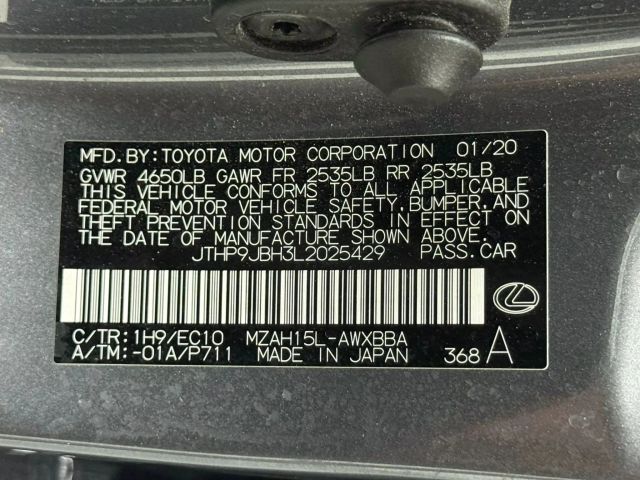 MFD. BY: TOYOTA MOTOR CORPORATION 01/20
GVWR 4650LB GAWR FR 2535LB RR 2535LB
THIS VEHICLE CONFORMS TO ALL APPLICABLE
FEDERAL MOTOR VEHICLE SAFETY, BUMPER, AND
THEFT PREVENTION STANDARDS IN EFFECT ON
THE DATE OF MANUFACTURE SHOWN ABOVE.
JTHP9JBH3L2025429 PASS. CAR
C/TR: 1H9/EC10 MZAH15L-AWXBBA
A/TM: -01A/P711 MADE IN JAPAN 368 A